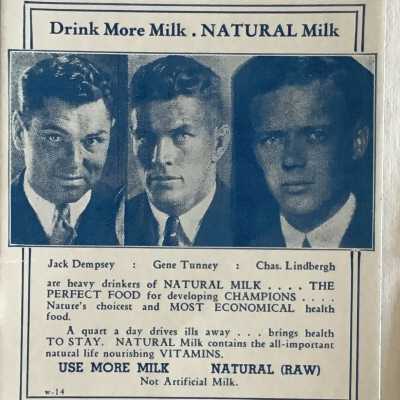 Drink More Milk . NATURAL Milk
Jack Dempsey : Gene Tunney : Chas. Lindbergh
are heavy drinkers of NATURAL MILK . . . . THE
PERFECT FOOD for developing CHAMPIONS . . . .
Nature's choicest and MOST ECONOMICAL health
food.
A quart a day drives ills away . . . brings health
TO STAY. NATURAL Milk contains the all-important
natural life nourishing VITAMINS.
USE MORE MILK NATURAL (RAW)
Not Artificial Milk.
w-14